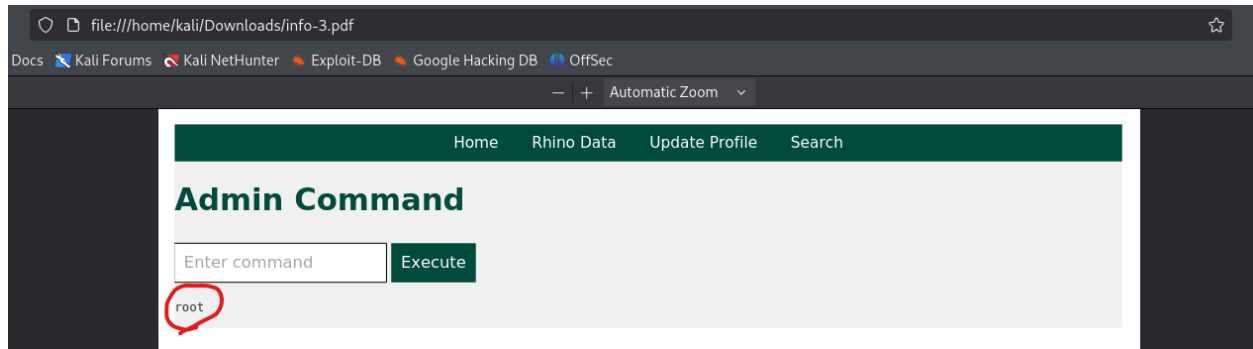 file:///home/kali/Downloads/info-3.pdf
Docs Kali Forums Kali NetHunter Exploit-DB Google Hacking DB OffSec
− + Automatic Zoom
Home Rhino Data Update Profile Search
Admin Command
Enter command Execute
root